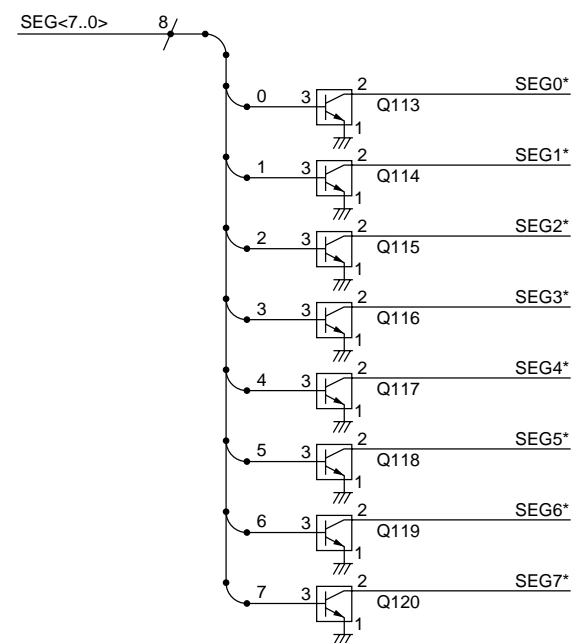 SEG<7..0> 8
2 SEG0*
0 3 Q113
1
2 SEG1*
1 3 Q114
1
2 SEG2*
2 3 Q115
1
2 SEG3*
3 3 Q116
1
2 SEG4*
4 3 Q117
1
2 SEG5*
5 3 Q118
1
2 SEG6*
6 3 Q119
1
2 SEG7*
7 3 Q120
1